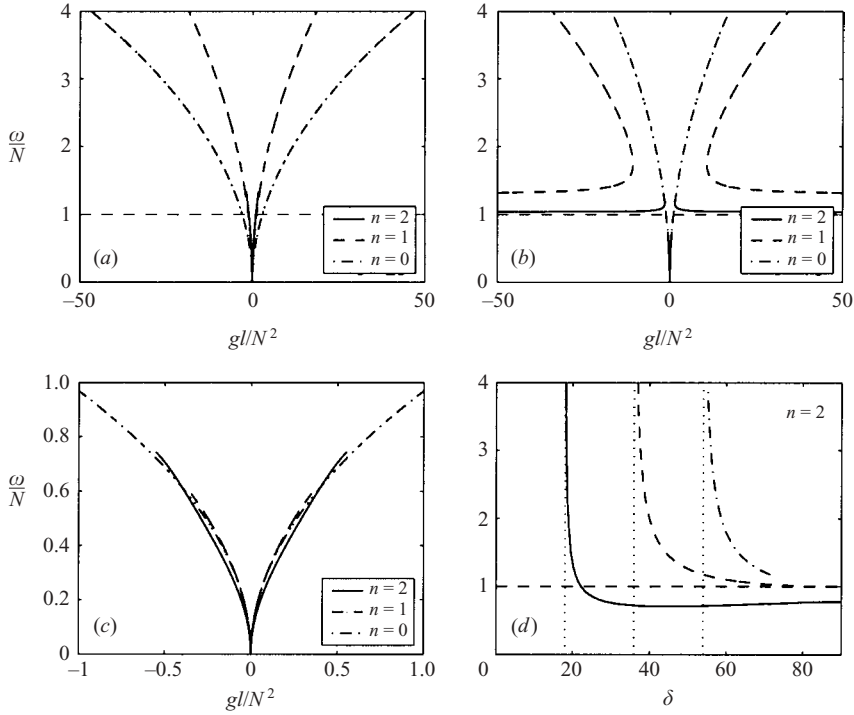 4
3
2
1
0
ω/N
(a)
n = 2
n = 1
n = 0
–50
0
50
gl/N²
4
3
2
1
0
(b)
n = 2
n = 1
n = 0
–50
0
50
gl/N²
1.0
0.8
0.6
0.4
0.2
0
ω/N
(c)
n = 2
n = 1
n = 0
–1
–0.5
0
0.5
1.0
gl/N²
4
3
2
1
0
n = 2
(d)
20
40
60
80
δ